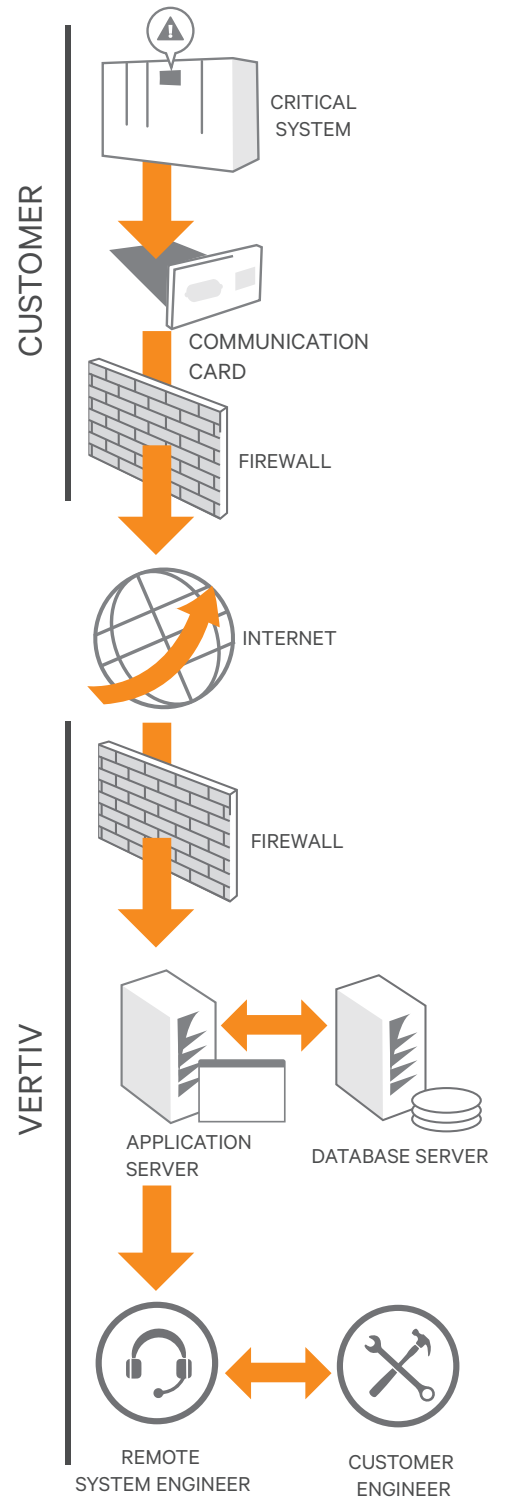 CUSTOMER
CRITICAL
SYSTEM
COMMUNICATION
CARD
FIREWALL
INTERNET
VERTIV
FIREWALL
APPLICATION
SERVER
DATABASE SERVER
REMOTE
SYSTEM ENGINEER
CUSTOMER
ENGINEER